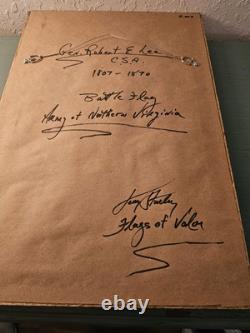 Gen. Robert E Lee
C.S.A.
1807 - 1870
Battle Flag
Army of Northern Virginia
Flags of Valor